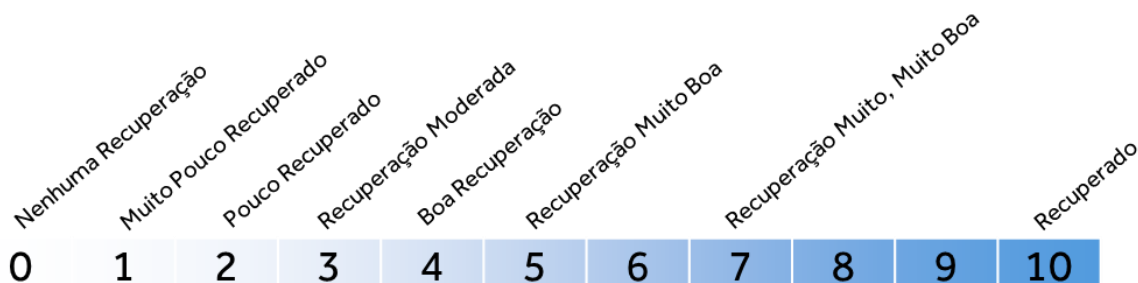 Nenhuma Recuperação
Muito Pouco Recuperado
Pouco Recuperado
Recuperação Moderada
Boa Recuperação
Recuperação Muito Boa
Recuperação Muito, Muito Boa
Recuperado
0 1 2 3 4 5 6 7 8 9 10